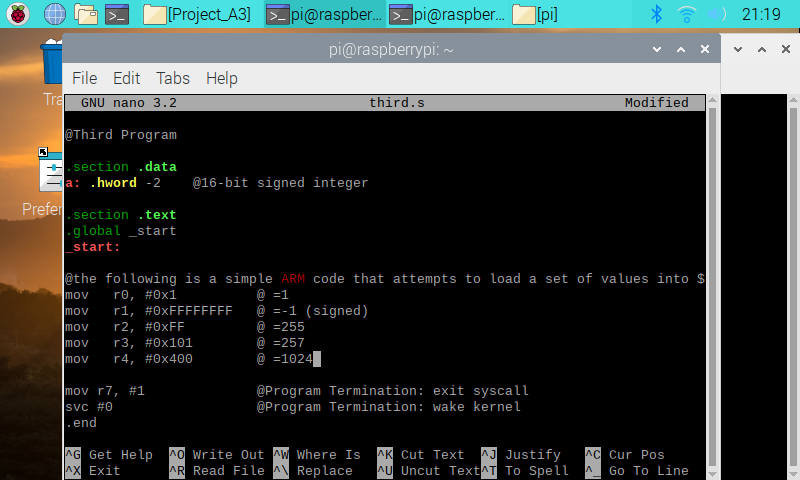 [Project_A3] pi@raspber... pi@raspber... [pi] 21:19
pi@raspberrypi: ~
File Edit Tabs Help
GNU nano 3.2 third.s Modified
@Third Program
.section .data
a: .hword -2 @16-bit signed integer
.section .text
.global _start
_start:
@the following is a simple ARM code that attempts to load a set of values into $
mov r0, #0x1 @ =1
mov r1, #0xFFFFFFFF @ =-1 (signed)
mov r2, #0xFF @ =255
mov r3, #0x101 @ =257
mov r4, #0x400 @ =1024
mov r7, #1 @Program Termination: exit syscall
svc #0 @Program Termination: wake kernel
.end
^G Get Help ^O Write Out ^W Where Is ^K Cut Text ^J Justify ^C Cur Pos
^X Exit ^R Read File ^\ Replace ^U Uncut Text ^T To Spell ^_ Go To Line